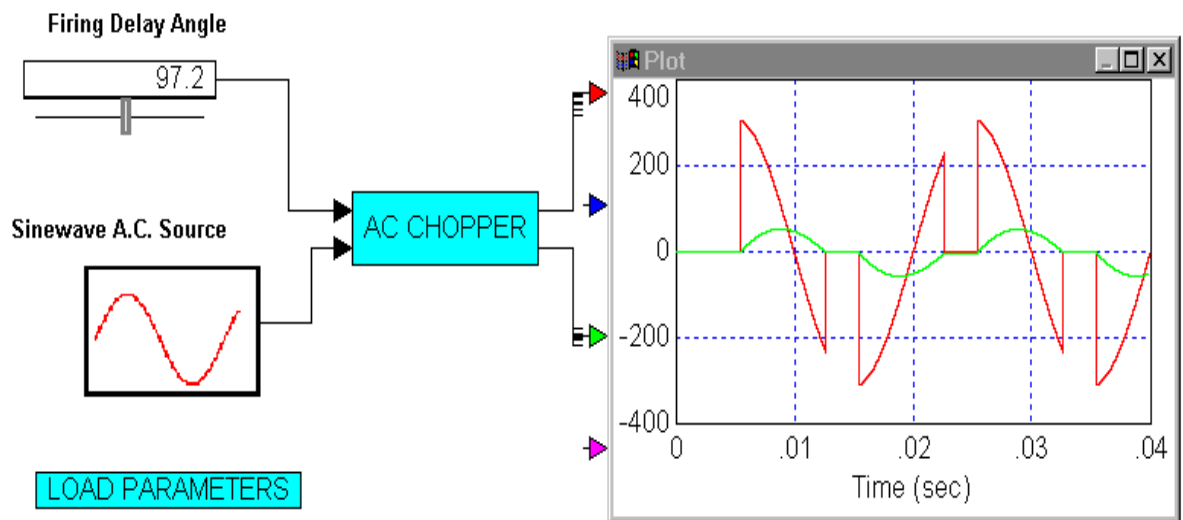 Firing Delay Angle
97.2
Sinewave A.C. Source
AC CHOPPER
LOAD PARAMETERS
Plot
400
200
0
-200
-400
0 .01 .02 .03 .04
Time (sec)